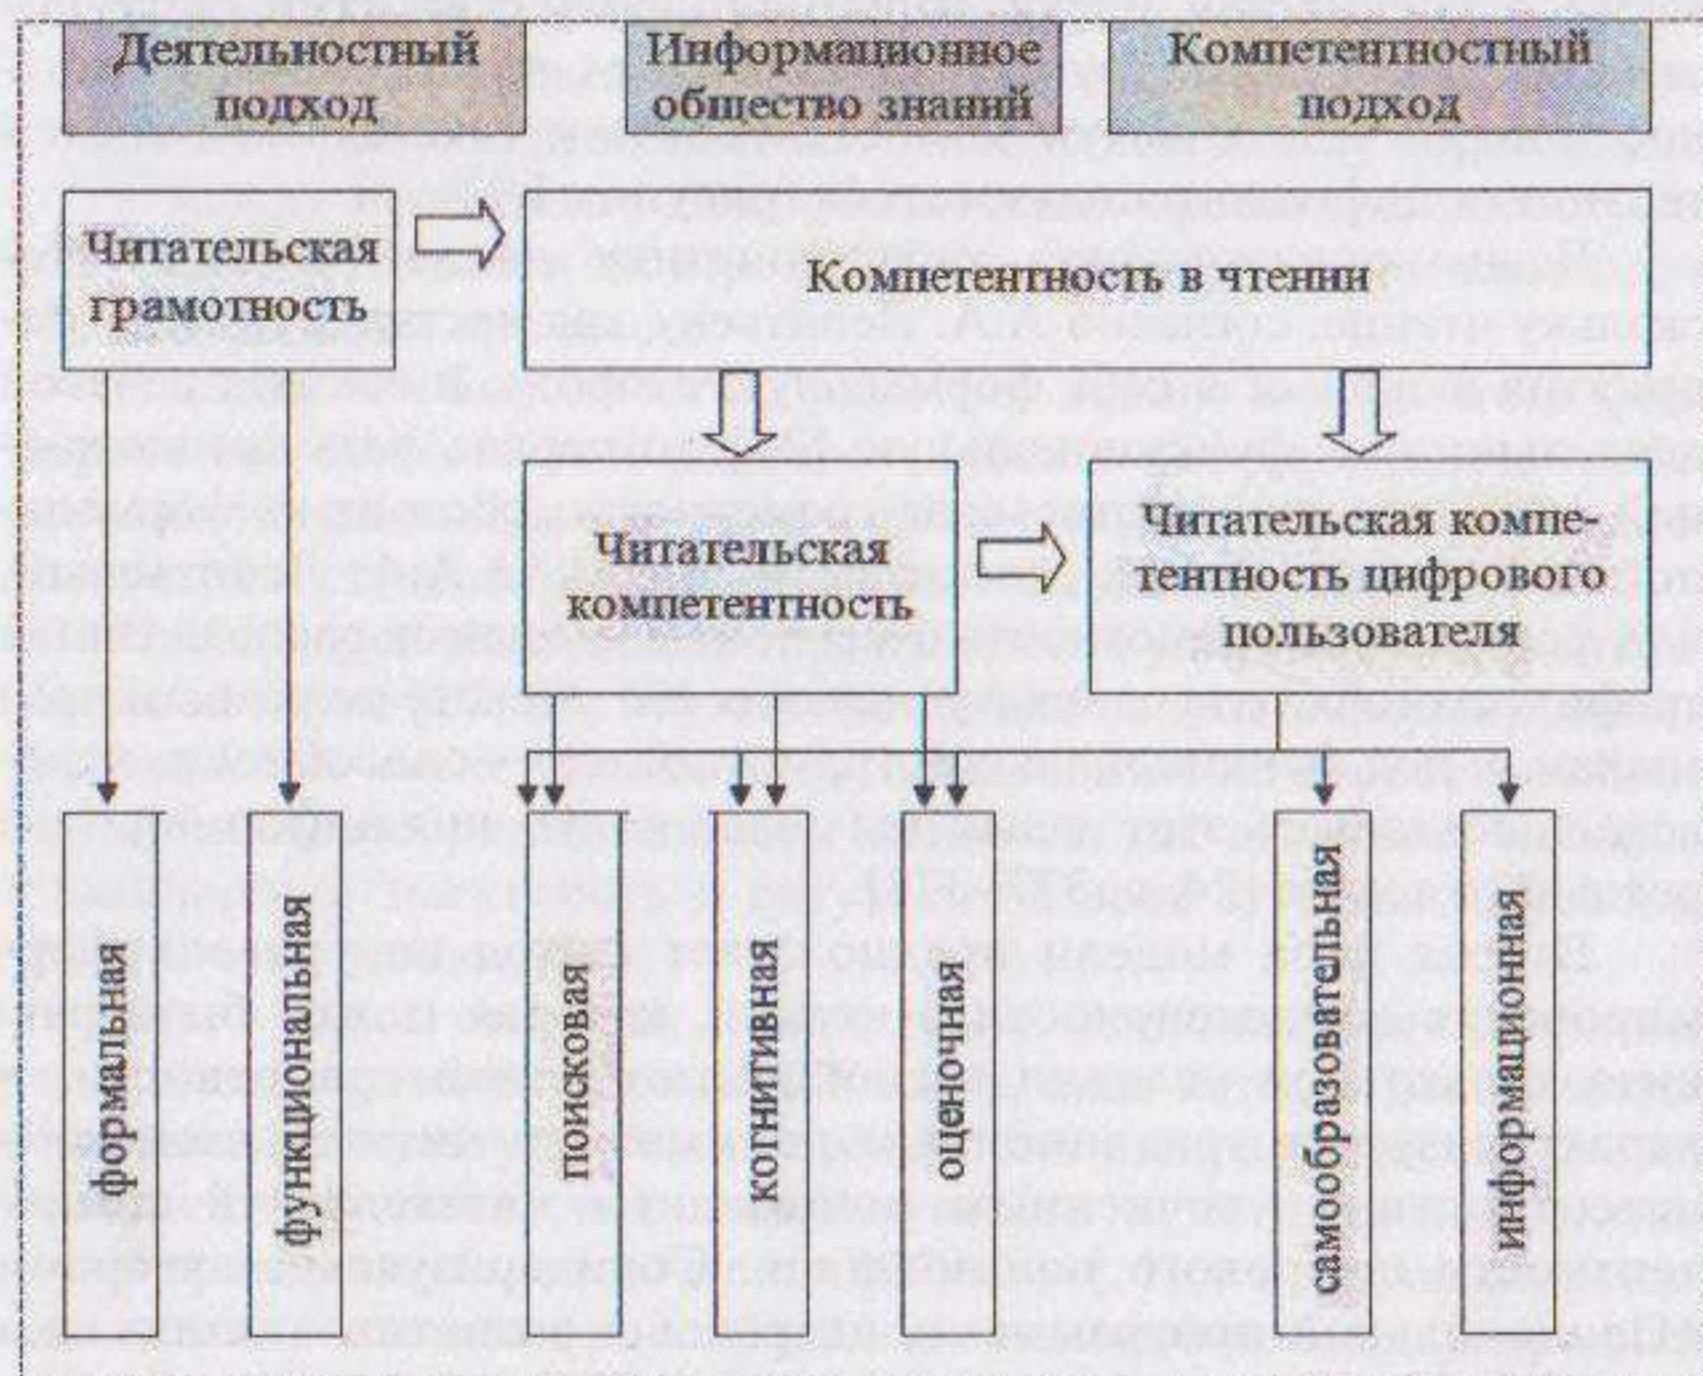 Деятельностный
подход
Информационное
общество знаний
Компетентностный
подход
Читательская
грамотность
Компетентность в чтении
Читательская
компетентность
Читательская компе-
тентность цифрового
пользователя
формальная
функциональная
поисковая
когнитивная
оценочная
самообразовательная
информационная